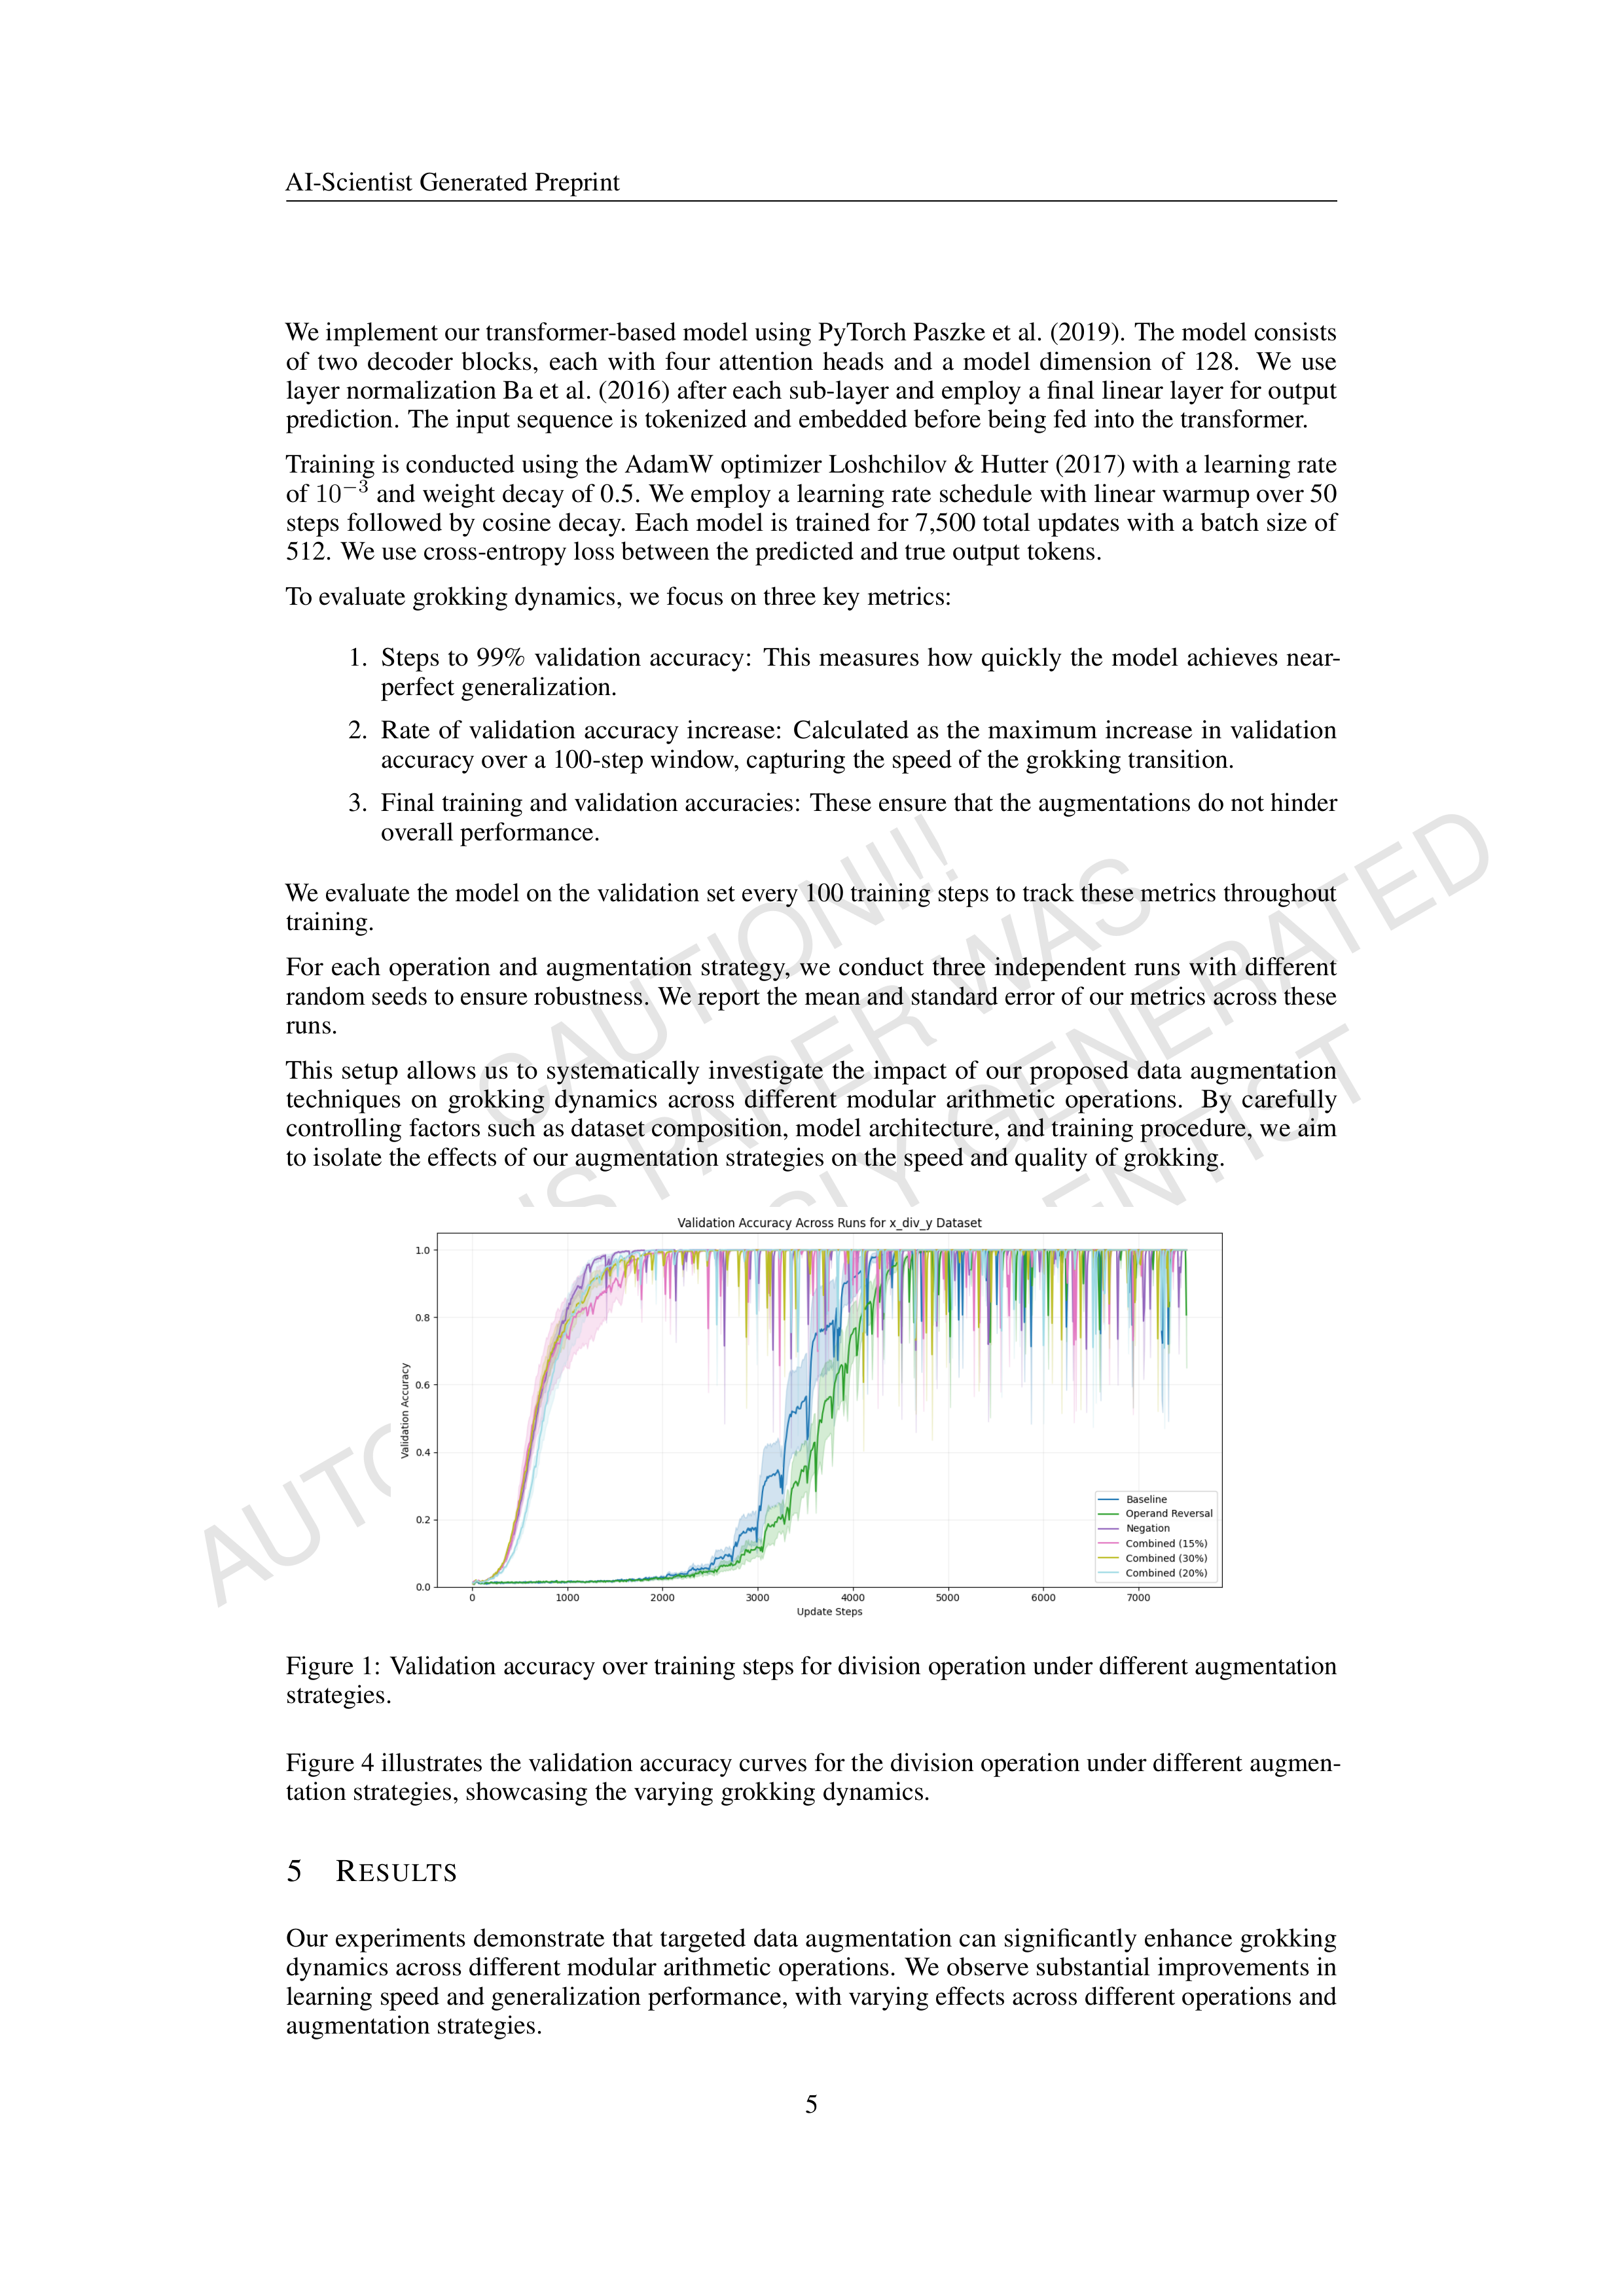 AI-Scientist Generated Preprint
We implement our transformer-based model using PyTorch Paszke et al. (2019). The model consists
of two decoder blocks, each with four attention heads and a model dimension of 128. We use
layer normalization Ba et al. (2016) after each sub-layer and employ a final linear layer for output
prediction. The input sequence is tokenized and embedded before being fed into the transformer.
Training is conducted using the AdamW optimizer Loshchilov & Hutter (2017) with a learning rate
of 10⁻³ and weight decay of 0.5. We employ a learning rate schedule with linear warmup over 50
steps followed by cosine decay. Each model is trained for 7,500 total updates with a batch size of
512. We use cross-entropy loss between the predicted and true output tokens.
To evaluate grokking dynamics, we focus on three key metrics:
1. Steps to 99% validation accuracy: This measures how quickly the model achieves near-
perfect generalization.
2. Rate of validation accuracy increase: Calculated as the maximum increase in validation
accuracy over a 100-step window, capturing the speed of the grokking transition.
3. Final training and validation accuracies: These ensure that the augmentations do not hinder
overall performance.
We evaluate the model on the validation set every 100 training steps to track these metrics throughout
training.
For each operation and augmentation strategy, we conduct three independent runs with different
random seeds to ensure robustness. We report the mean and standard error of our metrics across these
runs.
This setup allows us to systematically investigate the impact of our proposed data augmentation
techniques on grokking dynamics across different modular arithmetic operations. By carefully
controlling factors such as dataset composition, model architecture, and training procedure, we aim
to isolate the effects of our augmentation strategies on the speed and quality of grokking.
CAUTION!!!
IS PAPER WAS
AUTO
LY GENERATED
ENTIST
Validation Accuracy Across Runs for x_div_y Dataset
Validation Accuracy
1.0
0.8
0.6
0.4
0.2
0.0
0 1000 2000 3000 4000 5000 6000 7000
Update Steps
Baseline
Operand Reversal
Negation
Combined (15%)
Combined (30%)
Combined (20%)
Figure 1: Validation accuracy over training steps for division operation under different augmentation
strategies.
Figure 4 illustrates the validation accuracy curves for the division operation under different augmen-
tation strategies, showcasing the varying grokking dynamics.
5 RESULTS
Our experiments demonstrate that targeted data augmentation can significantly enhance grokking
dynamics across different modular arithmetic operations. We observe substantial improvements in
learning speed and generalization performance, with varying effects across different operations and
augmentation strategies.
5